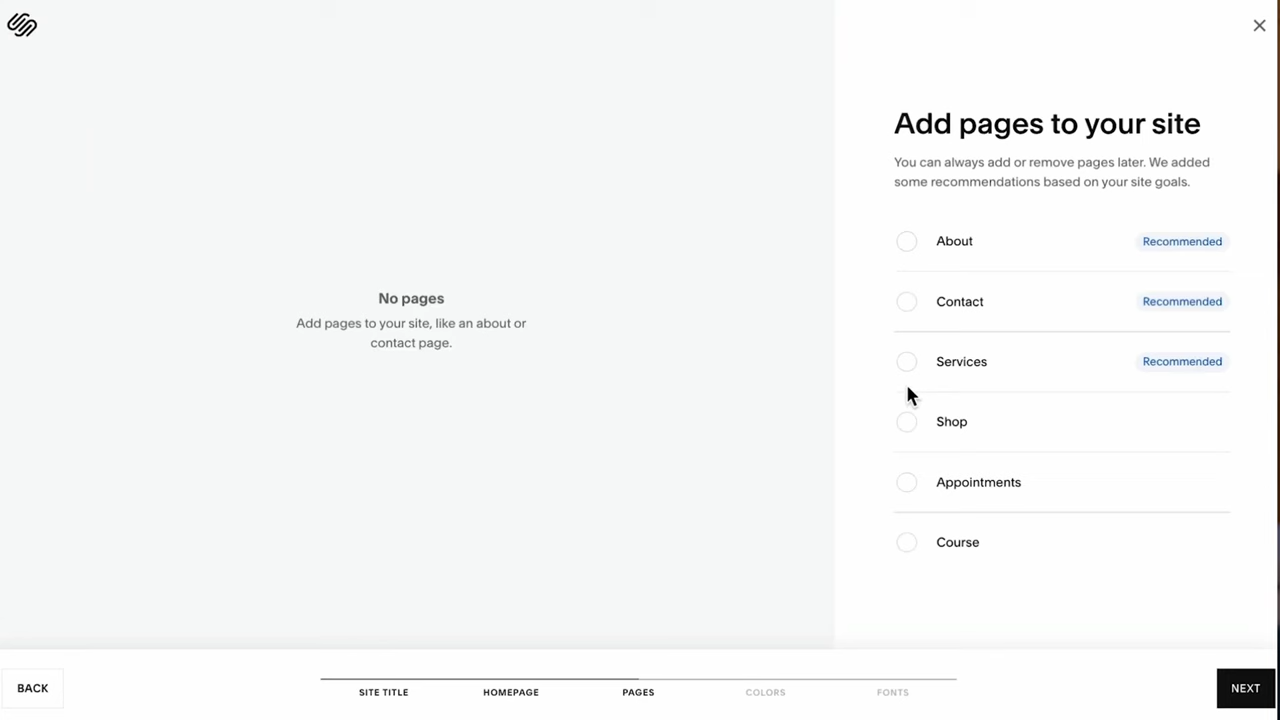 Add pages to your site
You can always add or remove pages later. We added
some recommendations based on your site goals.
About Recommended
Contact Recommended
Services Recommended
Shop
Appointments
Course
No pages
Add pages to your site, like an about or
contact page.
BACK
SITE TITLE HOMEPAGE PAGES COLORS FONTS
NEXT